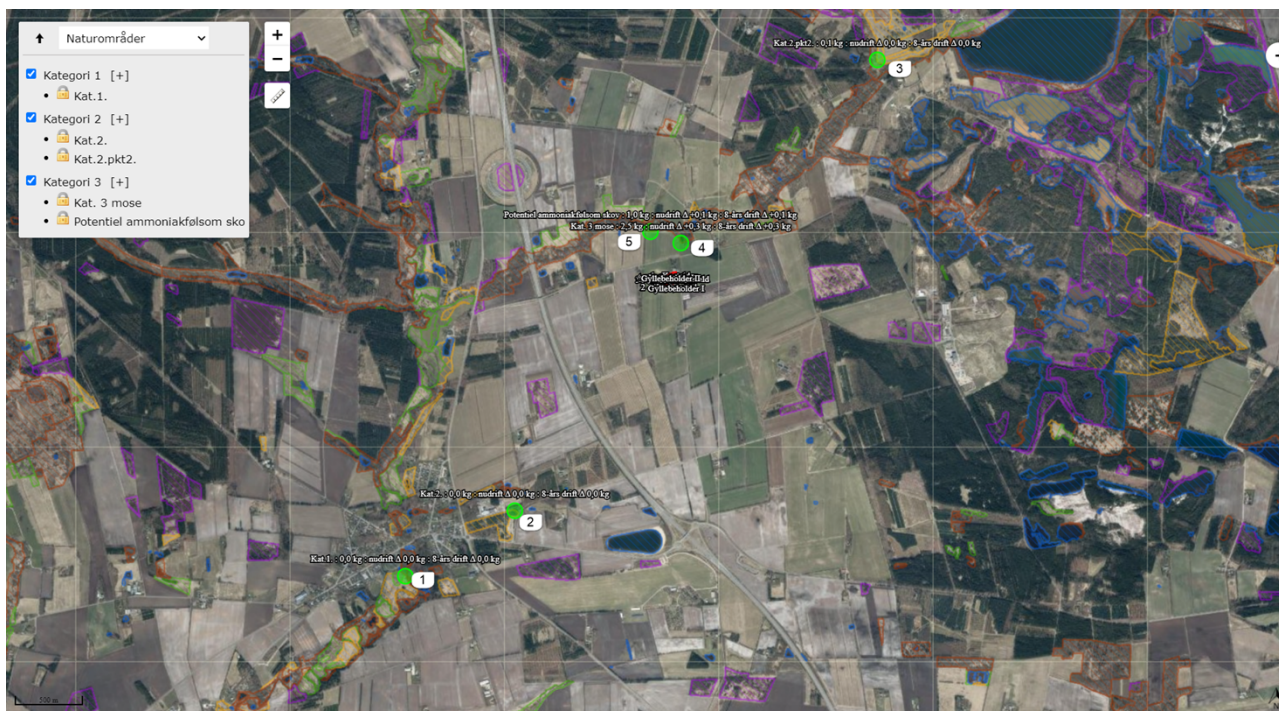 Naturområder
Kategori 1 [+]
Kat.1.
Kategori 2 [+]
Kat.2.
Kat.2.pkt2.
Kategori 3 [+]
Kat. 3 mose
Potentiel ammoniakfølsom sko
+
−
Kat.2.pkt2. : 0,1 kg : nudrift Δ 0,0 kg : 8-års drift Δ 0,0 kg
3
Potentiel ammoniakfølsom skov : 1,0 kg : nudrift Δ +0,1 kg : 8-års drift Δ +0,1 kg
Kat. 3 mose : 2,5 kg : nudrift Δ +0,3 kg : 8-års drift Δ +0,3 kg
5
4
Gyllebeholder II
Gyllebeholder I
Kat.2. : 0,0 kg : nudrift Δ 0,0 kg : 8-års drift Δ 0,0 kg
2
Kat.1. : 0,0 kg : nudrift Δ 0,0 kg : 8-års drift Δ 0,0 kg
1
500 m